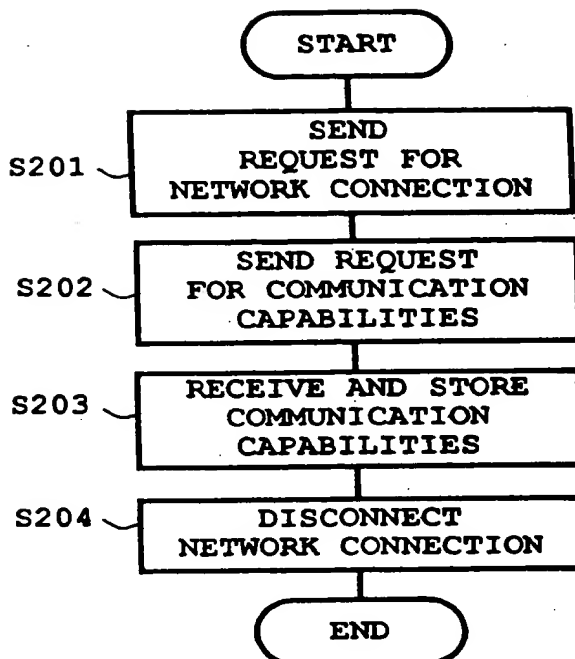 START
S201
SEND
REQUEST FOR
NETWORK CONNECTION
S202
SEND REQUEST
FOR COMMUNICATION
CAPABILITIES
S203
RECEIVE AND STORE
COMMUNICATION
CAPABILITIES
S204
DISCONNECT
NETWORK CONNECTION
END